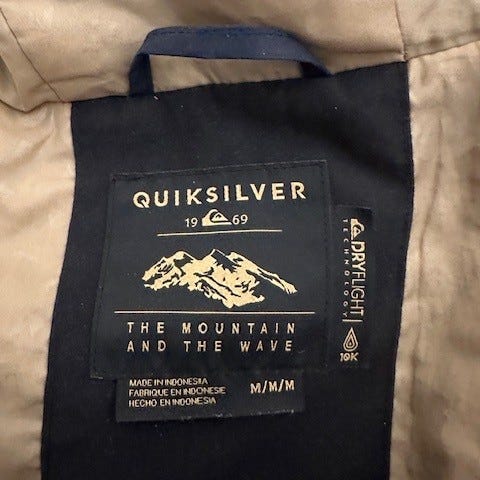 QUIKSILVER
19 69
THE MOUNTAIN
AND THE WAVE
DRYFLIGHT
TECHNOLOGY
10K
MADE IN INDONESIA
FABRIQUE EN INDONESIE
HECHO EN INDONESIA
M/M/M